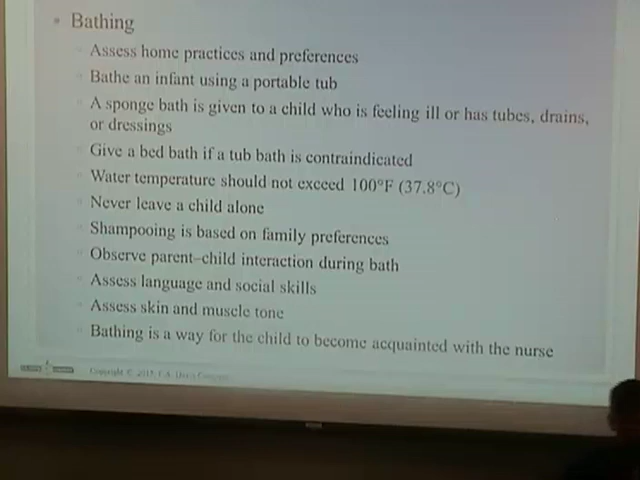 Bathing
Assess home practices and preferences
Bathe an infant using a portable tub
A sponge bath is given to a child who is feeling ill or has tubes, drains,
or dressings
Give a bed bath if a tub bath is contraindicated
Water temperature should not exceed 100°F (37.8°C)
Never leave a child alone
Shampooing is based on family preferences
Observe parent–child interaction during bath
Assess language and social skills
Assess skin and muscle tone
Bathing is a way for the child to become acquainted with the nurse
Copyright © F.A. Davis Company